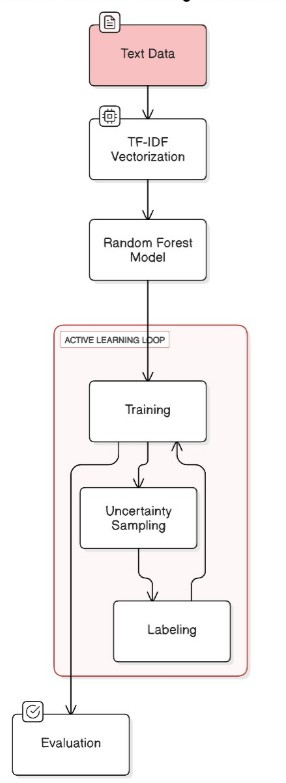 Text Data
TF-IDF
Vectorization
Random Forest
Model
ACTIVE LEARNING LOOP
Training
Uncertainty
Sampling
Labeling
Evaluation